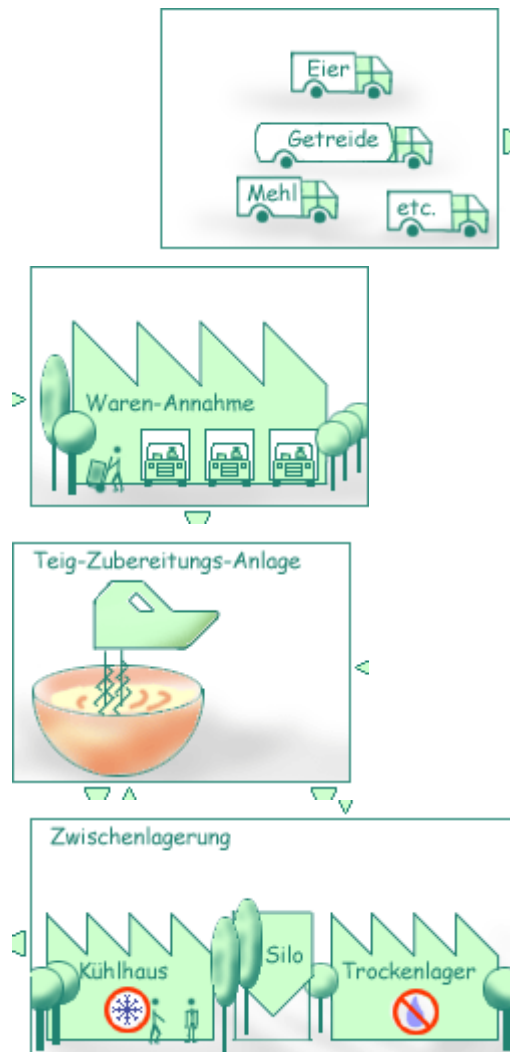 Eier
Getreide
Mehl
etc.
Waren-Annahme
Teig-Zubereitungs-Anlage
Zwischenlagerung
Kühlhaus
Silo
Trockenlager